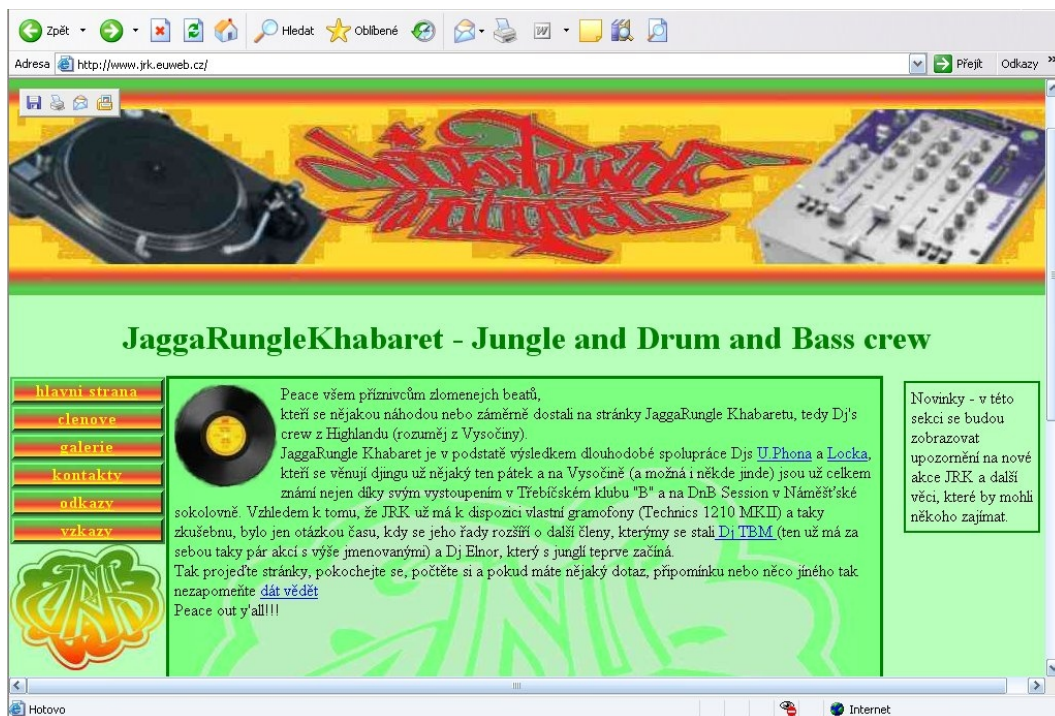 Zpět
Hledat
Oblíbené
Adresa http://www.jrk.euweb.cz/
Přejít
Odkazy
JaggaRungleKhabaret - Jungle and Drum and Bass crew
hlavni strana
clenove
galerie
kontakty
odkazy
vzkazy
Peace všem příznivcům zlomenejch beatů,
kteří se nějakou náhodou nebo záměrně dostali na stránky JaggaRungle Khabaretu, tedy Dj's
crew z Highlandu (rozuměj z Vysočiny).
JaggaRungle Khabaret je v podstatě výsledkem dlouhodobé spolupráce Djs U.Phona a Locka,
kteří se věnují djingu už nějaký ten pátek a na Vysočině (a možná i někde jinde) jsou už celkem
známí nejen díky svým vystoupením v Třebíčském klubu "B" a na DnB Session v Náměšťské
sokolovně. Vzhledem k tomu, že JRK už má k dispozici vlastní gramofony (Technics 1210 MKII) a taky
zkušebnu, bylo jen otázkou času, kdy se jeho řady rozšíří o další členy, kterýmy se stali Dj TBM (ten už má za
sebou taky pár akcí s výše jmenovanými) a Dj Elnor, který s junglí teprve začíná.
Tak projeďte stránky, pokochejte se, počtěte si a pokud máte nějaký dotaz, připomínku nebo něco jíného tak
nezapomeňte dát vědět
Peace out y'all!!!
Novinky - v této
sekci se budou
zobrazovat
upozornění na nové
akce JRK a další
věci, které by mohli
někoho zajímat.
Hotovo
Internet